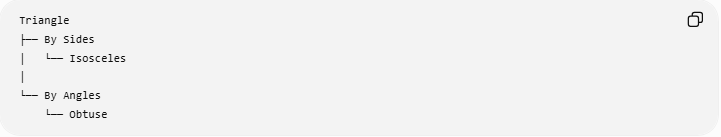 Triangle
├── By Sides
│   └── Isosceles
│
└── By Angles
    └── Obtuse